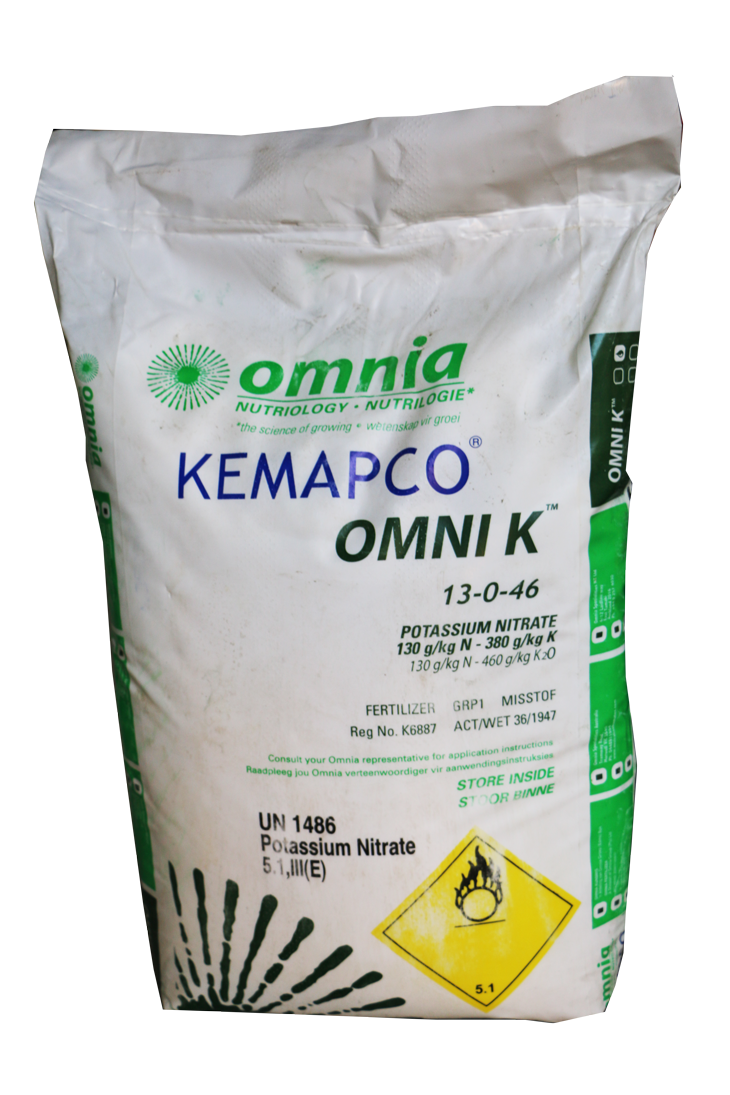 omnia
NUTRIOLOGY • NUTRILOGIE*
*the science of growing • wetenskap vir groei
KEMAPCO®
OMNI K™
13-0-46
POTASSIUM NITRATE
130 g/kg N - 380 g/kg K
130 g/kg N - 460 g/kg K₂O
FERTILIZER GRP1 MISSTOF
Reg No. K6887 ACT/WET 36/1947
Consult your Omnia representative for application instructions
Raadpleeg jou Omnia verteenwoordiger vir aanwendingsinstruksies
STORE INSIDE
STOOR BINNE
UN 1486
Potassium Nitrate
5.1,III(E)
5.1
omnia
OMNI K™
omnia